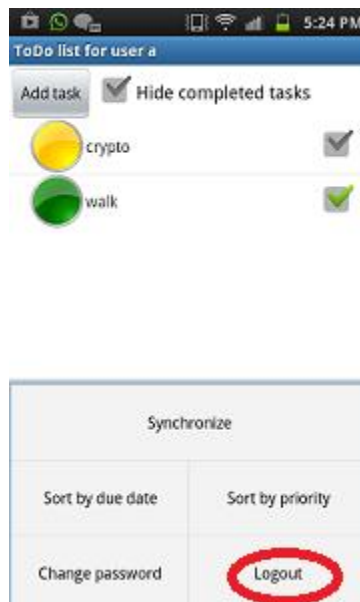 5:24 PM
ToDo list for user a
Add task Hide completed tasks
crypto
walk
Synchronize
Sort by due date Sort by priority
Change password Logout